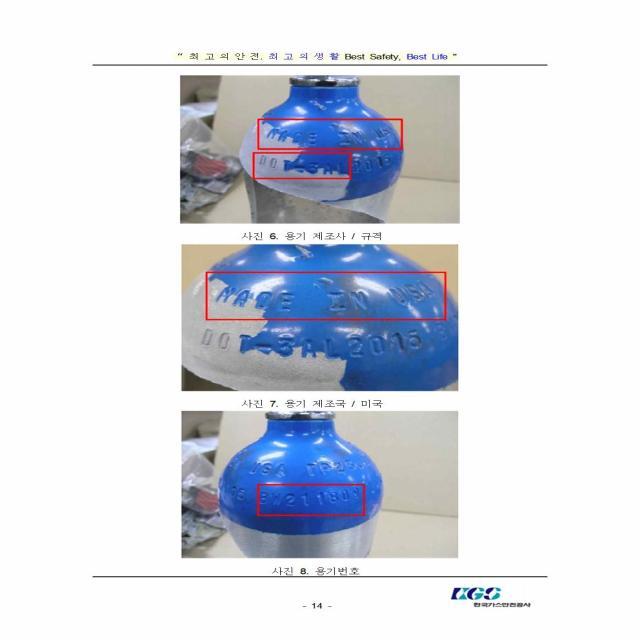 “ 최 고 의 안 전, 최 고 의 생 활 Best Safety, Best Life ”
MADE IN
DOT-3AL2015
사진 6. 용기 제조사 / 규격
MADE IN USA
DOT-3AL2015
사진 7. 용기 제조국 / 미국
USA
사진 8. 용기번호
KGS
한국가스안전공사
- 14 -